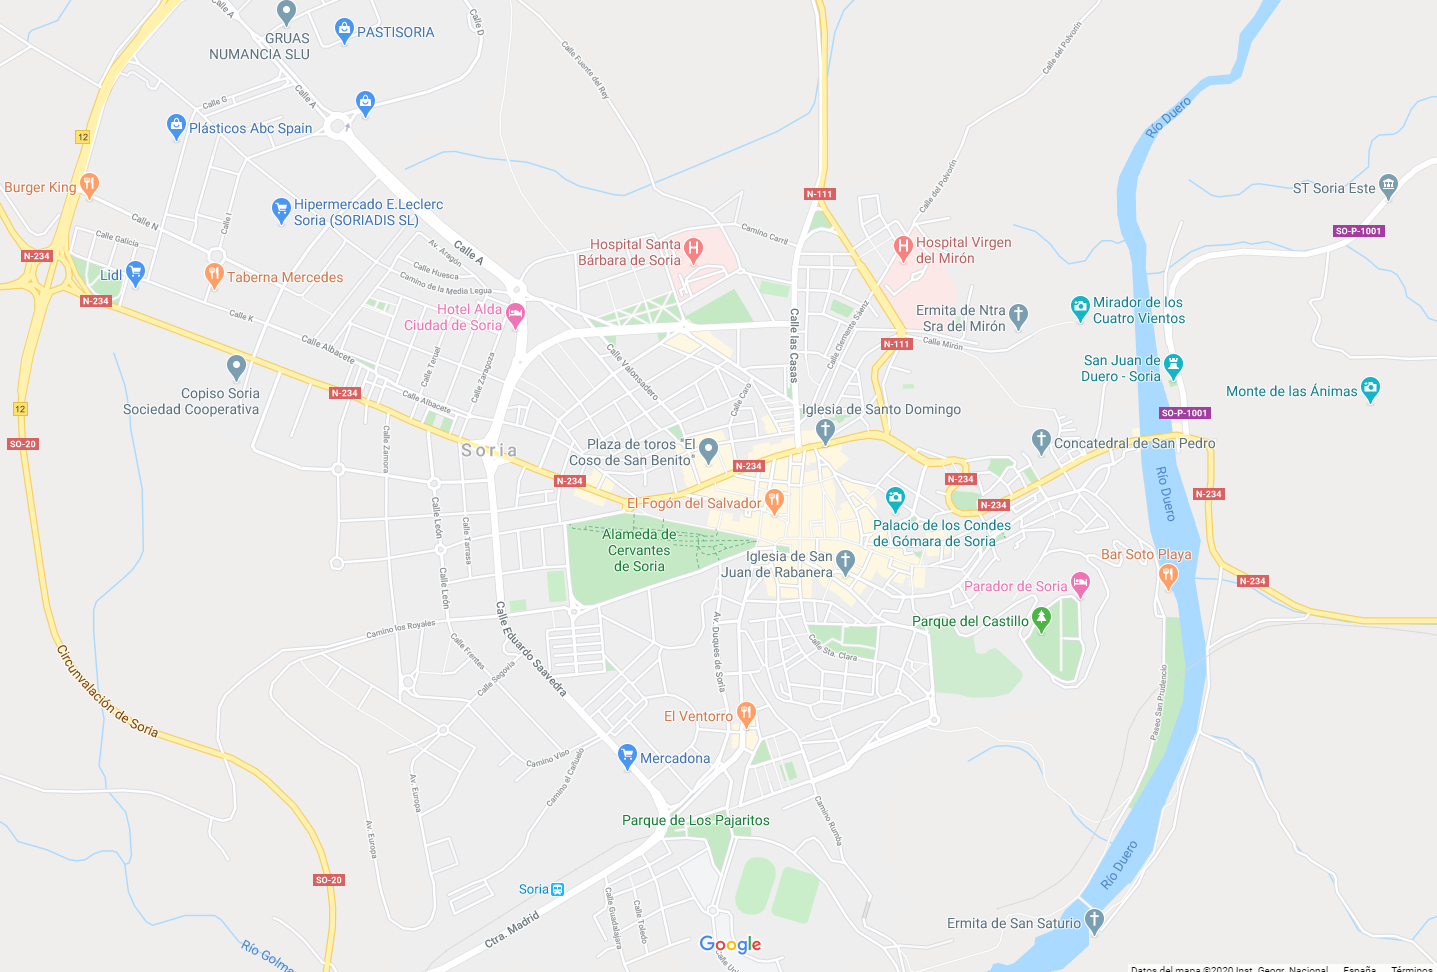 Calle A
Calle D
GRUAS
NUMANCIA SLU
PASTISORIA
Calle Fuente del Rey
Calle del Polvorín
Calle G
Calle A
Plásticos Abc Spain
12
Río Duero
Burger King
Calle N
Calle I
Hipermercado E.Leclerc
Soria (SORIADIS SL)
N-111
Calle del Polvorín
ST Soria Este
SO-P-1001
Calle Galicia
Av. Aragón
Calle A
Hospital Santa
Bárbara de Soria
Camino Carril
Hospital Virgen
del Mirón
N-234
Lidl
Taberna Mercedes
Calle Huesca
Camino de la Media Legua
N-234
Calle K
Hotel Alda
Ciudad de Soria
Calle las Casas
Calle Clemente Sáenz
Ermita de Ntra
Sra del Mirón
Mirador de los
Cuatro Vientos
Calle Albacete
Calle Teruel
Calle Zaragoza
Calle Valonsadero
N-111
Calle Mirón
San Juan de
Duero - Soria
Copiso Soria
Sociedad Cooperativa
N-234
Calle Albacete
Calle Caro
Monte de las Ánimas
12
SO-20
Iglesia de Santo Domingo
SO-P-1001
Calle Zamora
Soria
Plaza de toros "El
Coso de San Benito"
N-234
Concatedral de San Pedro
N-234
N-234
El Fogón del Salvador
N-234
N-234
Río Duero
Calle León
Calle Tarrasa
Alameda de
Cervantes
de Soria
Palacio de los Condes
de Gómara de Soria
Iglesia de San
Juan de Rabanera
Bar Soto Playa
Parador de Soria
N-234
Calle León
Calle Eduardo Saavedra
Camino los Royales
Av. Duques de Soria
Parque del Castillo
Calle Frentes
Calle Sta. Clara
Calle Segovia
Circunvalación de Soria
Paseo San Prudencio
El Ventorro
Camino Viso
Mercadona
Av. Europa
Camino el Cañuelo
Av. Europa
Parque de Los Pajaritos
Camino Rumba
SO-20
Soria
Río Duero
Ctra. Madrid
Calle Guadalajara
Calle Toledo
Ermita de San Saturio
Río Golma
Google
Datos del mapa ©2020 Inst. Geogr. Nacional España Términos